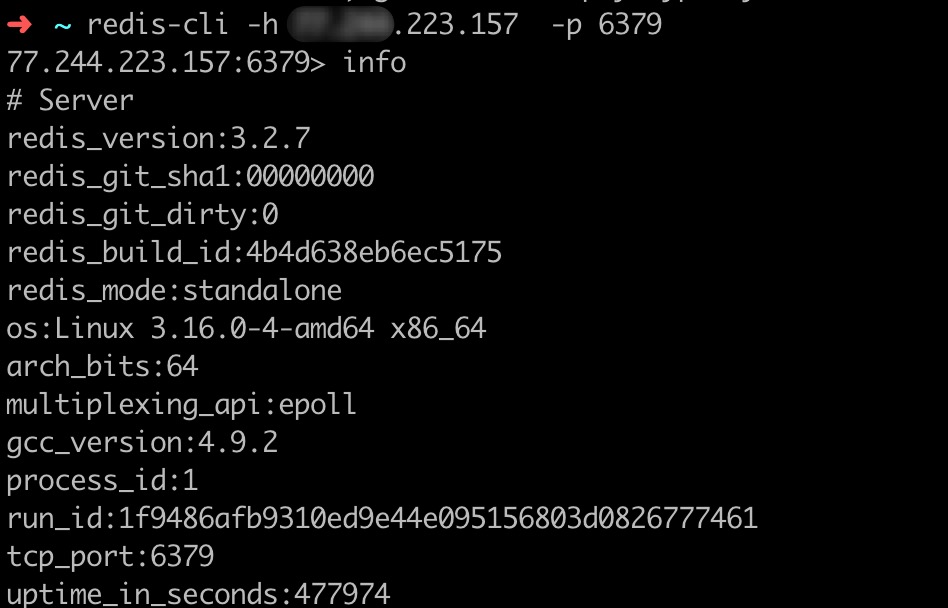 ➜ ~ redis-cli -h .223.157 -p 6379
77.244.223.157:6379> info
# Server
redis_version:3.2.7
redis_git_sha1:00000000
redis_git_dirty:0
redis_build_id:4b4d638eb6ec5175
redis_mode:standalone
os:Linux 3.16.0-4-amd64 x86_64
arch_bits:64
multiplexing_api:epoll
gcc_version:4.9.2
process_id:1
run_id:1f9486afb9310ed9e44e095156803d0826777461
tcp_port:6379
uptime_in_seconds:477974